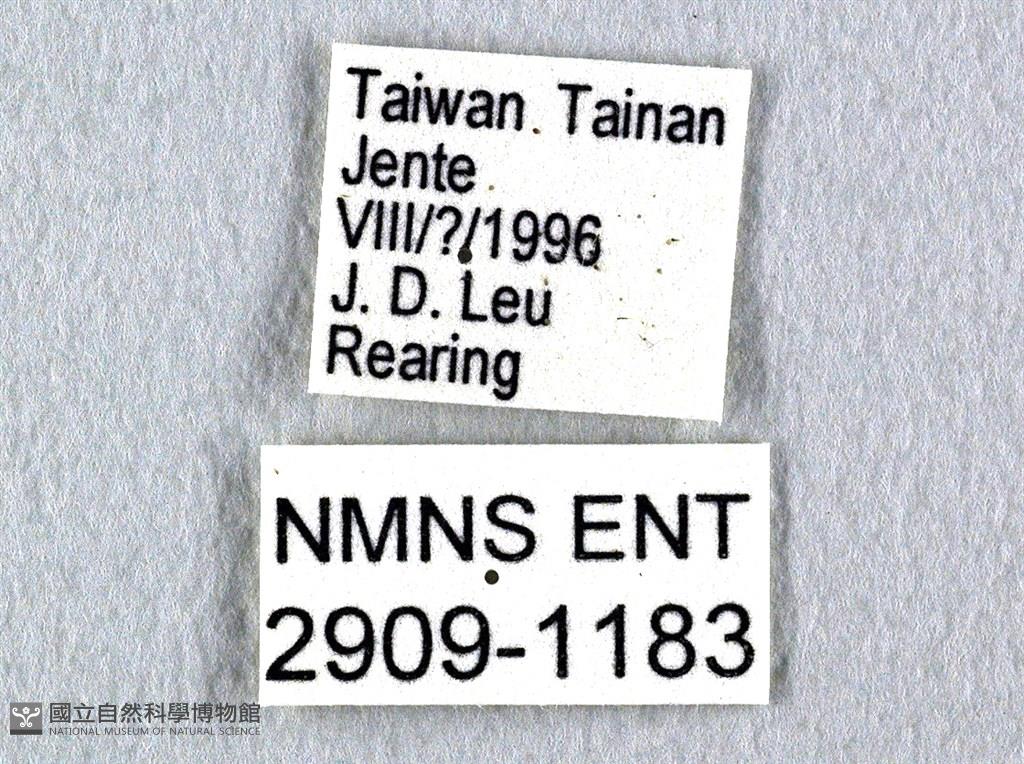 Taiwan Tainan
Jente
VIII/?/1996
J. D. Leu
Rearing
NMNS ENT
2909-1183
國立自然科學博物館
NATIONAL MUSEUM OF NATURAL SCIENCE